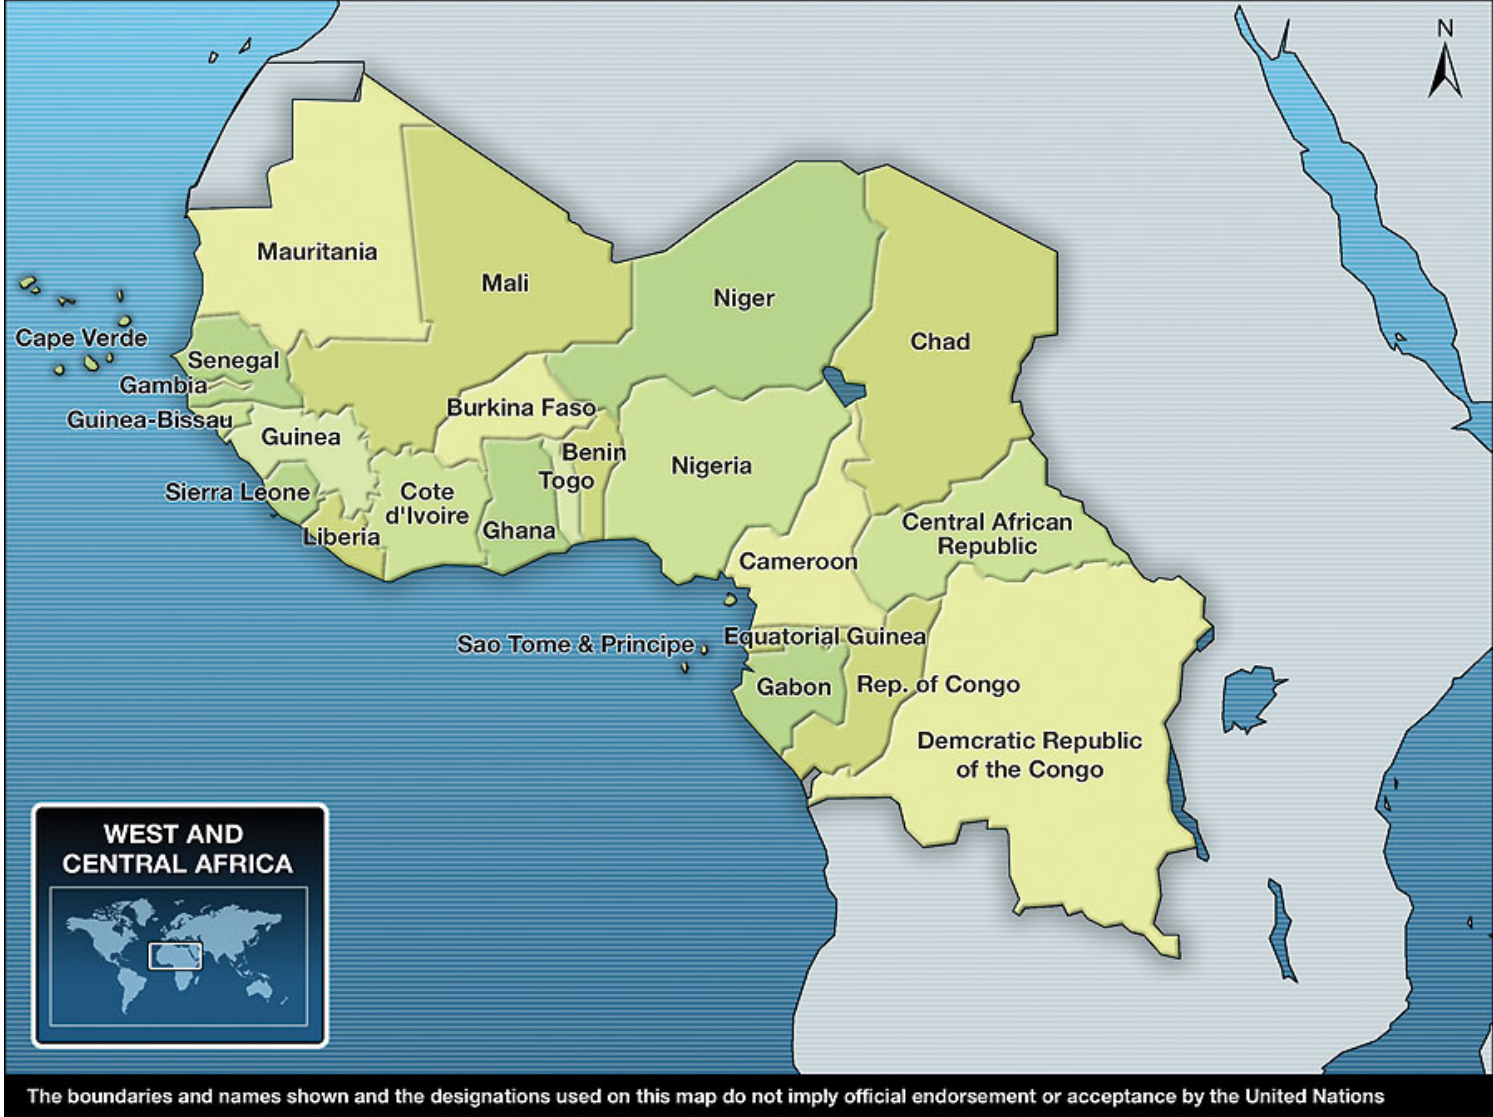 N
Mauritania
Mali
Niger
Chad
Cape Verde
Senegal
Gambia
Guinea-Bissau
Guinea
Burkina Faso
Benin
Togo
Nigeria
Sierra Leone
Cote
d'Ivoire
Ghana
Liberia
Central African
Republic
Cameroon
Sao Tome & Principe
Equatorial Guinea
Gabon
Rep. of Congo
Demcratic Republic
of the Congo
WEST AND
CENTRAL AFRICA
The boundaries and names shown and the designations used on this map do not imply official endorsement or acceptance by the United Nations